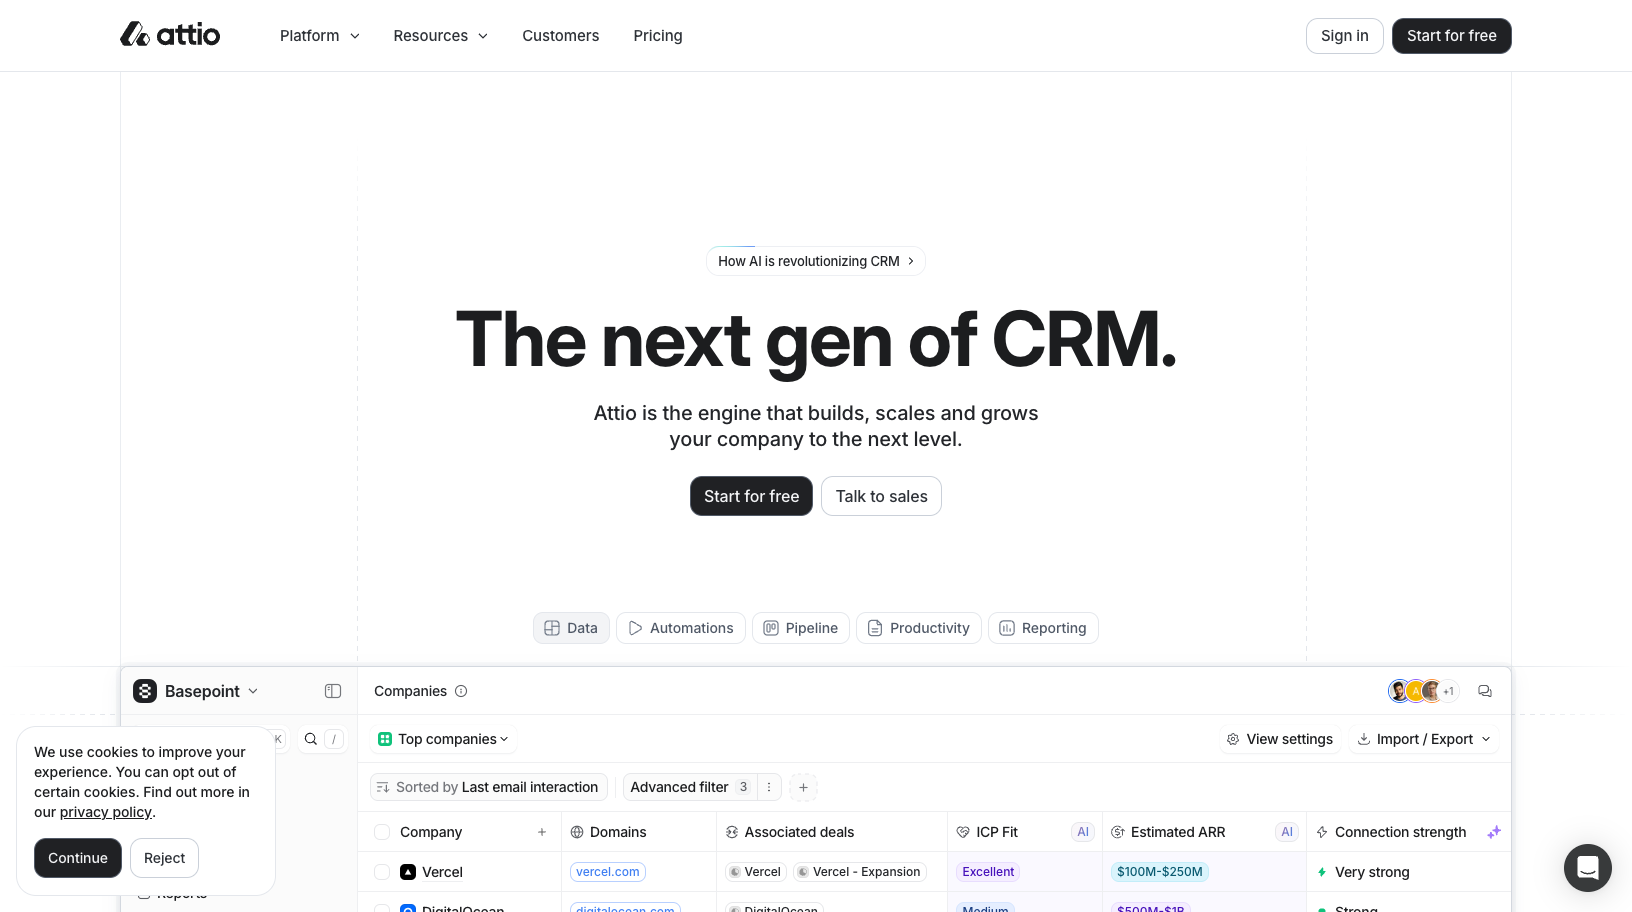 attio
Platform
Resources
Customers
Pricing
Sign in
Start for free
How AI is revolutionizing CRM
The next gen of CRM.
Attio is the engine that builds, scales and grows
your company to the next level.
Start for free
Talk to sales
Data
Automations
Pipeline
Productivity
Reporting
Basepoint
Companies
A
+1
K
/
Top companies
View settings
Import / Export
Sorted by Last email interaction
Advanced filter 3
Company
Domains
Associated deals
ICP Fit AI
Estimated ARR AI
Connection strength
Vercel
vercel.com
Vercel
Vercel - Expansion
Excellent
$100M-$250M
Very strong
DigitalOcean
digitalocean.com
DigitalOcean
Medium
$500M-$1B
Strong
We use cookies to improve your
experience. You can opt out of
certain cookies. Find out more in
our privacy policy.
Continue
Reject
Reports